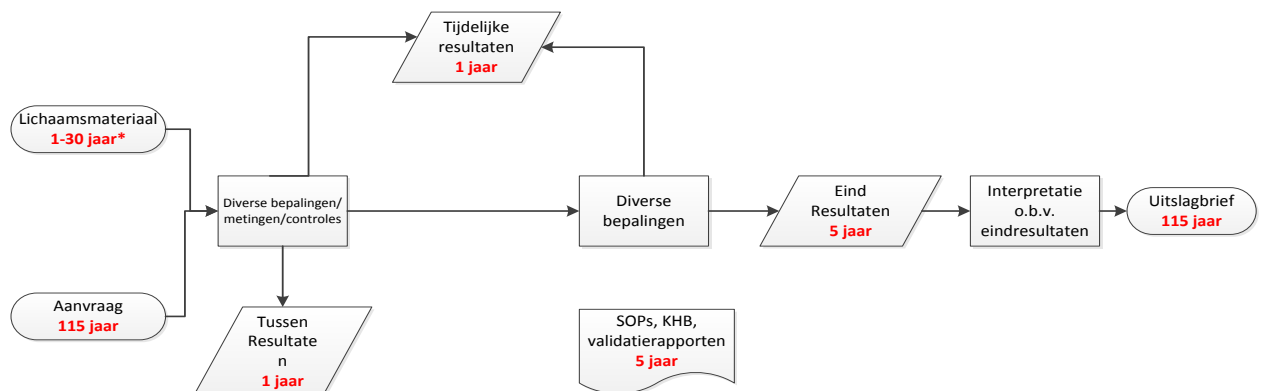 Tijdelijke
resultaten
1 jaar
Lichaamsmateriaal
1-30 jaar*
Diverse bepalingen/
metingen/controles
Diverse
bepalingen
Eind
Resultaten
5 jaar
Interpretatie
o.b.v.
eindresultaten
Uitslagbrief
115 jaar
Aanvraag
115 jaar
Tussen
Resultate
n
1 jaar
SOPs, KHB,
validatierapporten
5 jaar